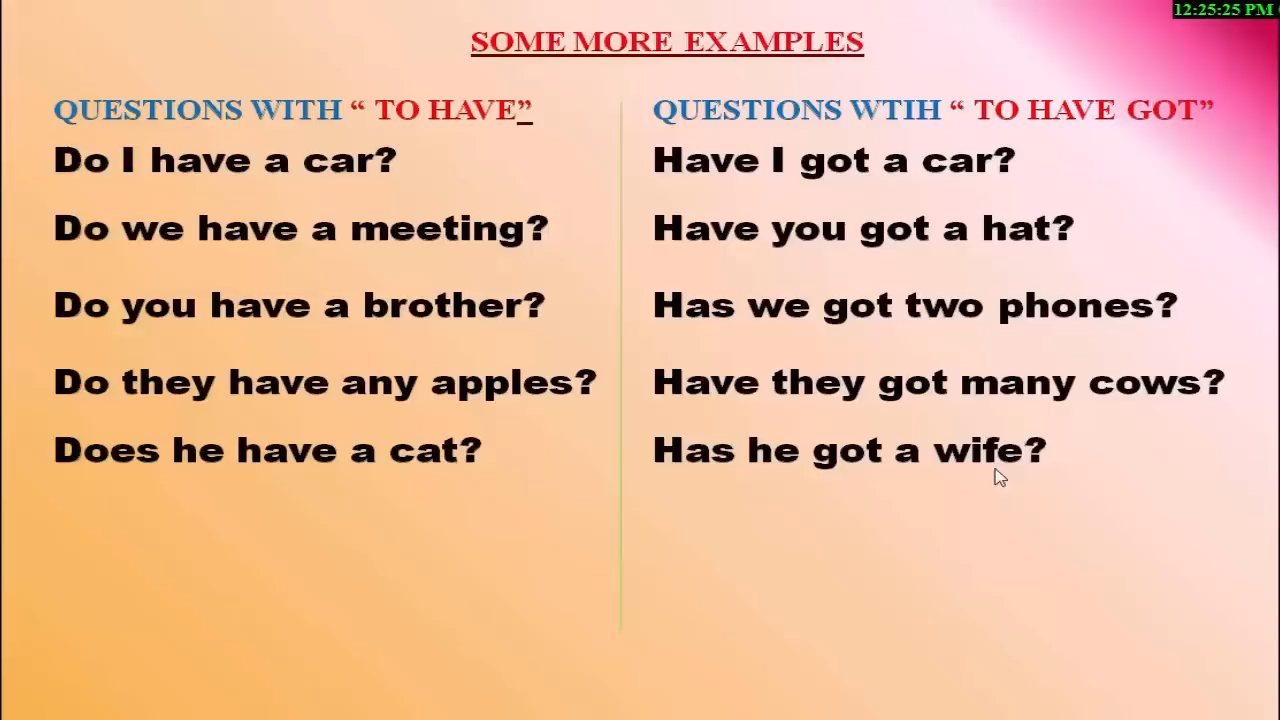 12:25:25 PM
SOME MORE EXAMPLES
QUESTIONS WITH “ TO HAVE”
Do I have a car?
Do we have a meeting?
Do you have a brother?
Do they have any apples?
Does he have a cat?
QUESTIONS WTIH “ TO HAVE GOT”
Have I got a car?
Have you got a hat?
Has we got two phones?
Have they got many cows?
Has he got a wife?